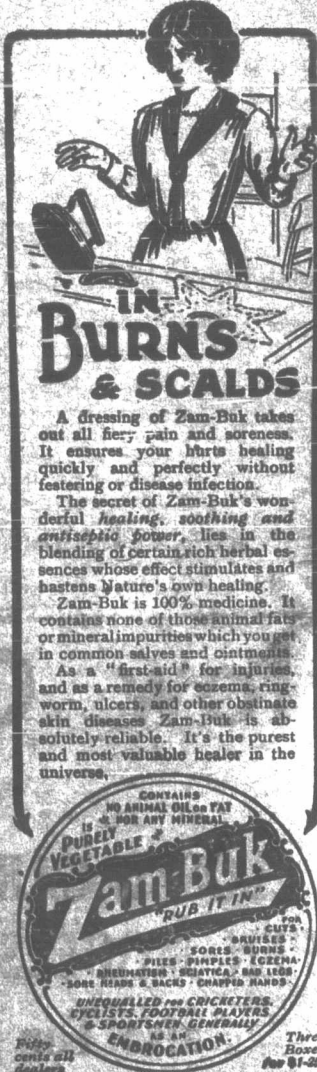 IN
BURNS
& SCALDS
A dressing of Zam-Buk takes
out all fiery pain and soreness.
It ensures your hurts healing
quickly and perfectly without
festering or disease infection.
The secret of Zam-Buk's won-
derful healing, soothing and
antiseptic power, lies in the
blending of certain rich herbal es-
sences whose effect stimulates and
hastens Nature's own healing.
Zam-Buk is 100% medicine. It
contains none of those animal fats
or mineral impurities which you get
in common salves and ointments.
As a "first-aid" for injuries,
and as a remedy for eczema, ring-
worm, ulcers, and other obstinate
skin diseases Zam-Buk is ab-
solutely reliable. It's the purest
and most valuable healer in the
universe.
CONTAINS
NO ANIMAL OIL OR FAT
& NOR ANY MINERAL
IS
PURELY
VEGETABLE &
Zam-Buk
"RUB IT IN"
FOR
CUTS ·
BRUISES ·
SORES · BURNS ·
· PILES · PIMPLES · ECZEMA ·
· RHEUMATISM · SCIATICA · BAD LEGS ·
· SORE HEADS & BACKS · CHAPPED HANDS ·
UNEQUALLED FOR CRICKETERS,
CYCLISTS, FOOTBALL PLAYERS
& SPORTSMEN GENERALLY
AS AN
EMBROCATION.
Fifty
cents all
dealers
Three
Boxes
for $1-25